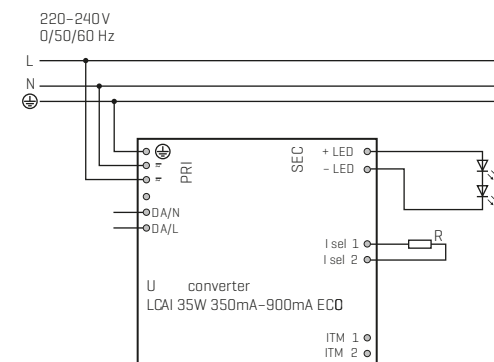 220–240 V
0/50/60 Hz
L
N
PRI
SEC
+ LED
– LED
DA/N
DA/L
I sel 1
I sel 2
R
U converter
LCAI 35W 350mA–900mA ECO
ITM 1
ITM 2